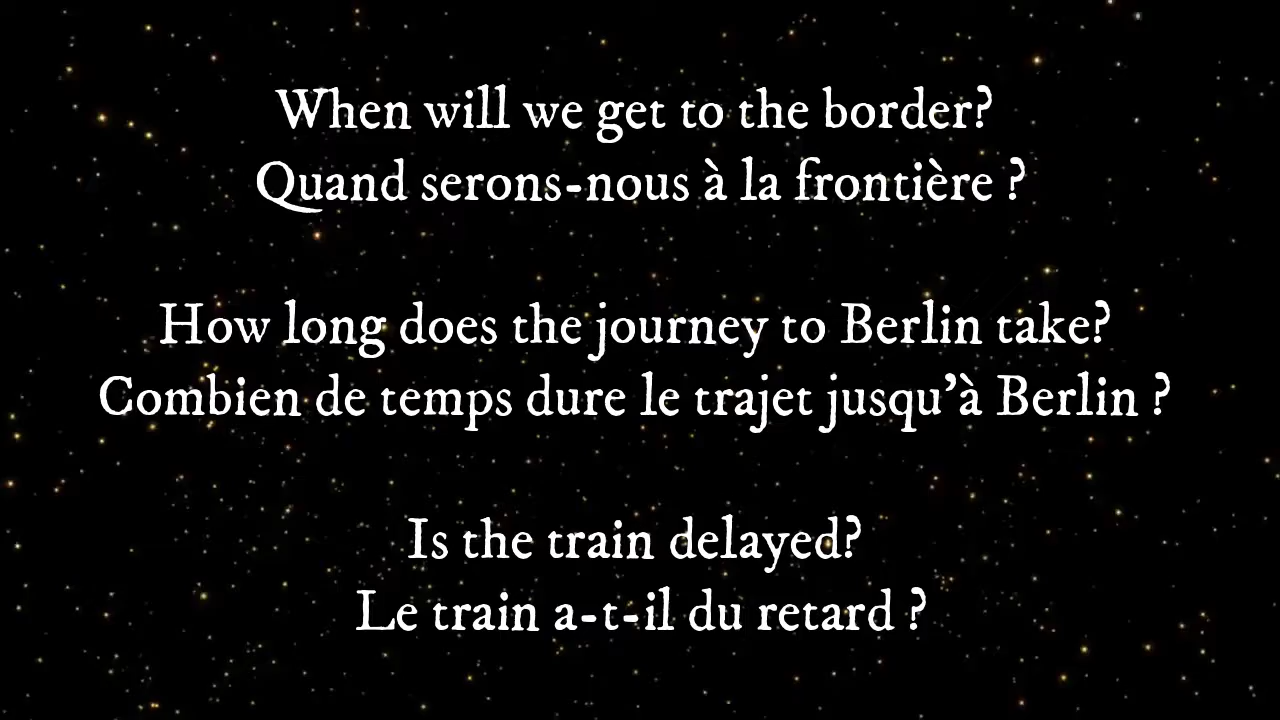 When will we get to the border?
Quand serons-nous à la frontière ?
How long does the journey to Berlin take?
Combien de temps dure le trajet jusqu’à Berlin ?
Is the train delayed?
Le train a-t-il du retard ?